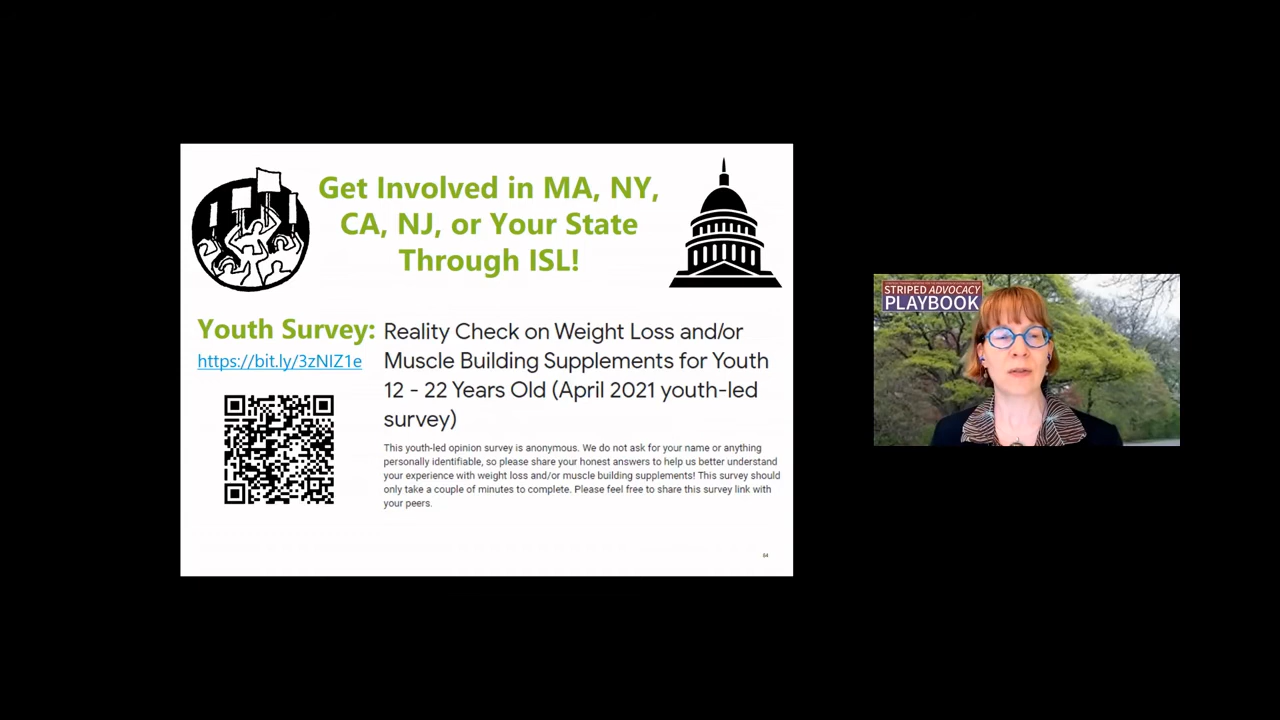 Get Involved in MA, NY,
CA, NJ, or Your State
Through ISL!
Youth Survey:
https://bit.ly/3zNIZ1e
Reality Check on Weight Loss and/or
Muscle Building Supplements for Youth
12 - 22 Years Old (April 2021 youth-led
survey)
This youth-led opinion survey is anonymous. We do not ask for your name or anything
personally identifiable, so please share your honest answers to help us better understand
your experience with weight loss and/or muscle building supplements! This survey should
only take a couple of minutes to complete. Please feel free to share this survey link with
your peers.
64
STRIPED ADVOCACY
PLAYBOOK